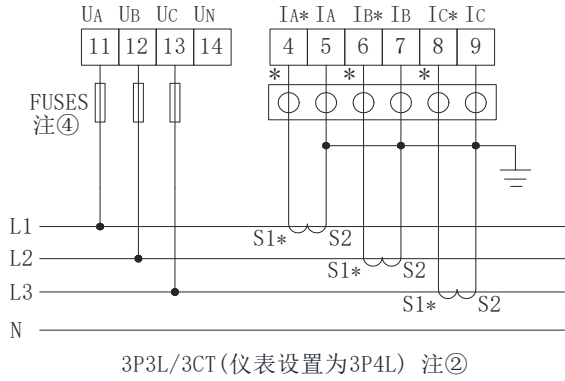 UA UB UC UN IA* IA IB* IB IC* IC
11 12 13 14 4 5 6 7 8 9
* * *
FUSES
注④
L1
S1* S2
L2
S1* S2
L3
S1* S2
N
3P3L/3CT(仪表设置为3P4L) 注②